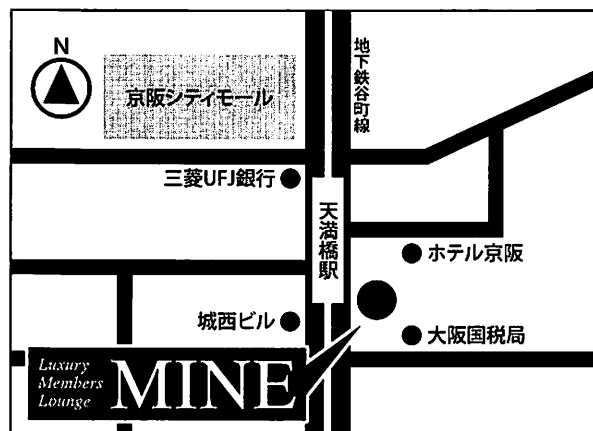 N
京阪シティモール
地下鉄谷町線
三菱UFJ銀行
天満橋駅
ホテル京阪
城西ビル
大阪国税局
Luxury
Members
Lounge
MINE